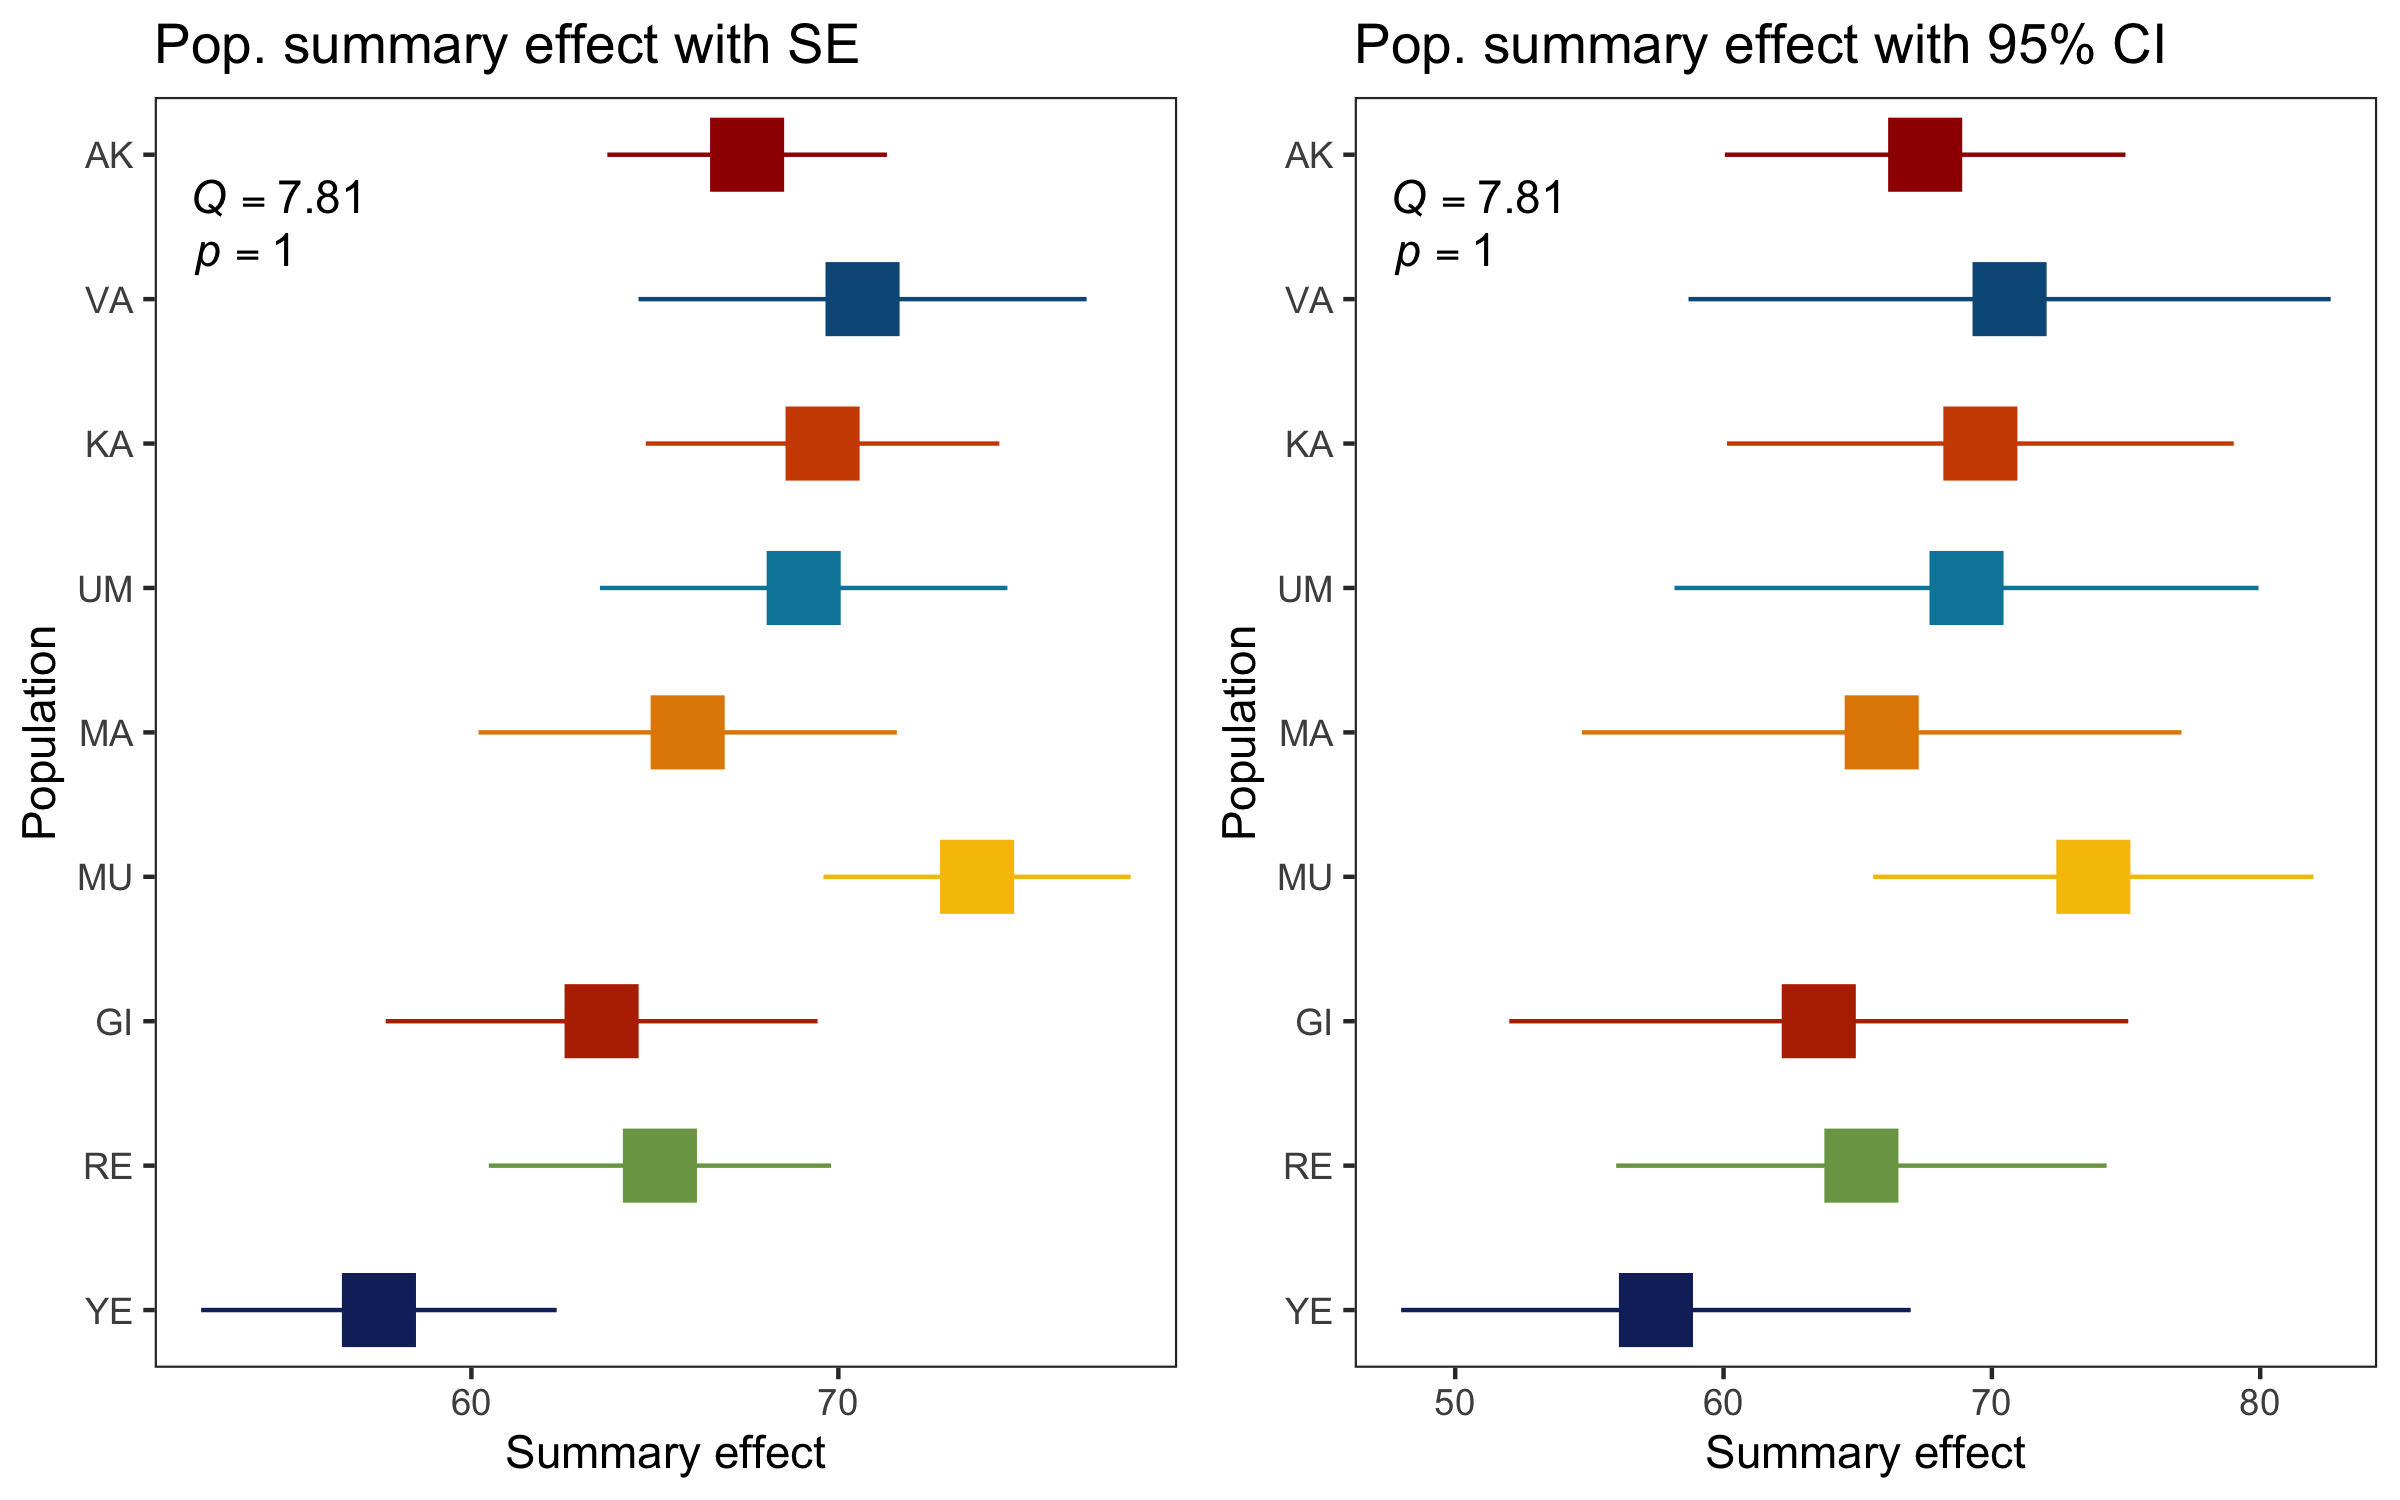 Pop. summary effect with SE
Q = 7.81
p = 1
AK
VA
KA
UM
MA
MU
GI
RE
YE
Population
60 70
Summary effect
Pop. summary effect with 95% CI
Q = 7.81
p = 1
AK
VA
KA
UM
MA
MU
GI
RE
YE
Population
50 60 70 80
Summary effect